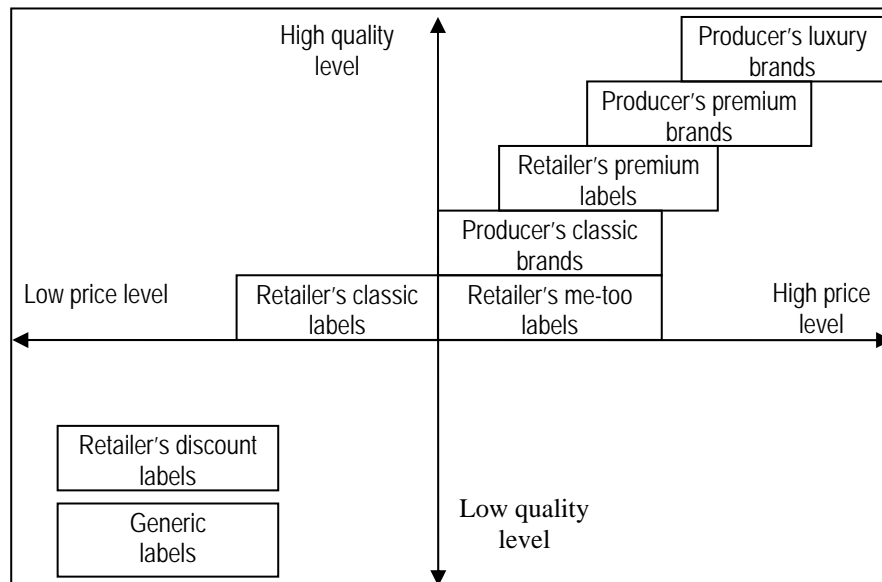 High quality
level
Producer's luxury
brands
Producer's premium
brands
Retailer's premium
labels
Producer's classic
brands
Low price level
Retailer's classic
labels
Retailer's me-too
labels
High price
level
Retailer's discount
labels
Generic
labels
Low quality
level